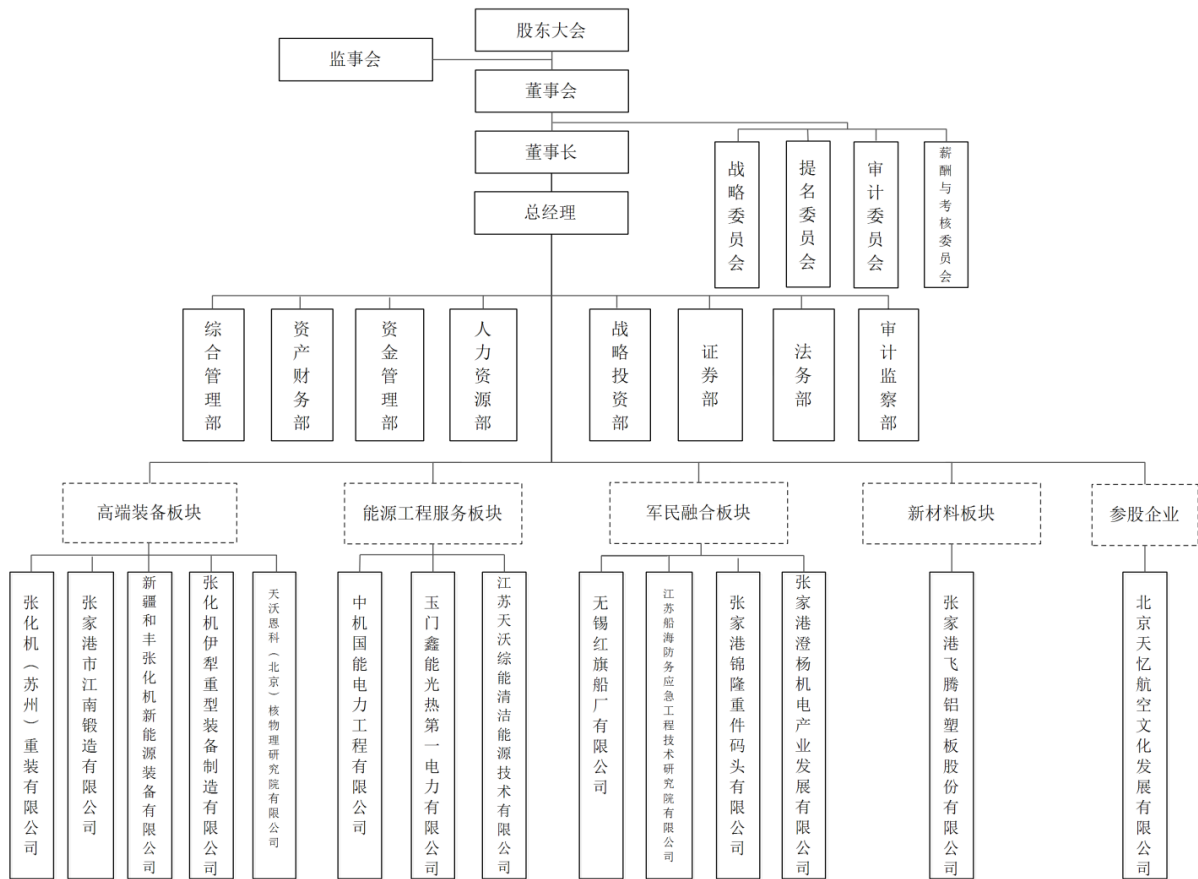 股东大会
监事会
董事会
董事长
总经理
战略委员会
提名委员会
审计委员会
薪酬与考核委员会
综合管理部
资产财务部
资金管理部
人力资源部
战略投资部
证券部
法务部
审计监察部
高端装备板块
能源工程服务板块
军民融合板块
新材料板块
参股企业
张化机（苏州）重装有限公司
张家港市江南锻造有限公司
新疆和丰张化机新能源装备有限公司
张化机伊犁重型装备制造有限公司
天沃恩科（北京）核物理研究院有限公司
中机国能电力工程有限公司
玉门鑫能光热第一电力有限公司
江苏天沃综能清洁能源技术有限公司
无锡红旗船厂有限公司
江苏船海防务应急工程技术研究院有限公司
张家港锦隆重件码头有限公司
张家港澄杨机电产业发展有限公司
张家港飞腾铝塑板股份有限公司
北京天忆航空文化发展有限公司